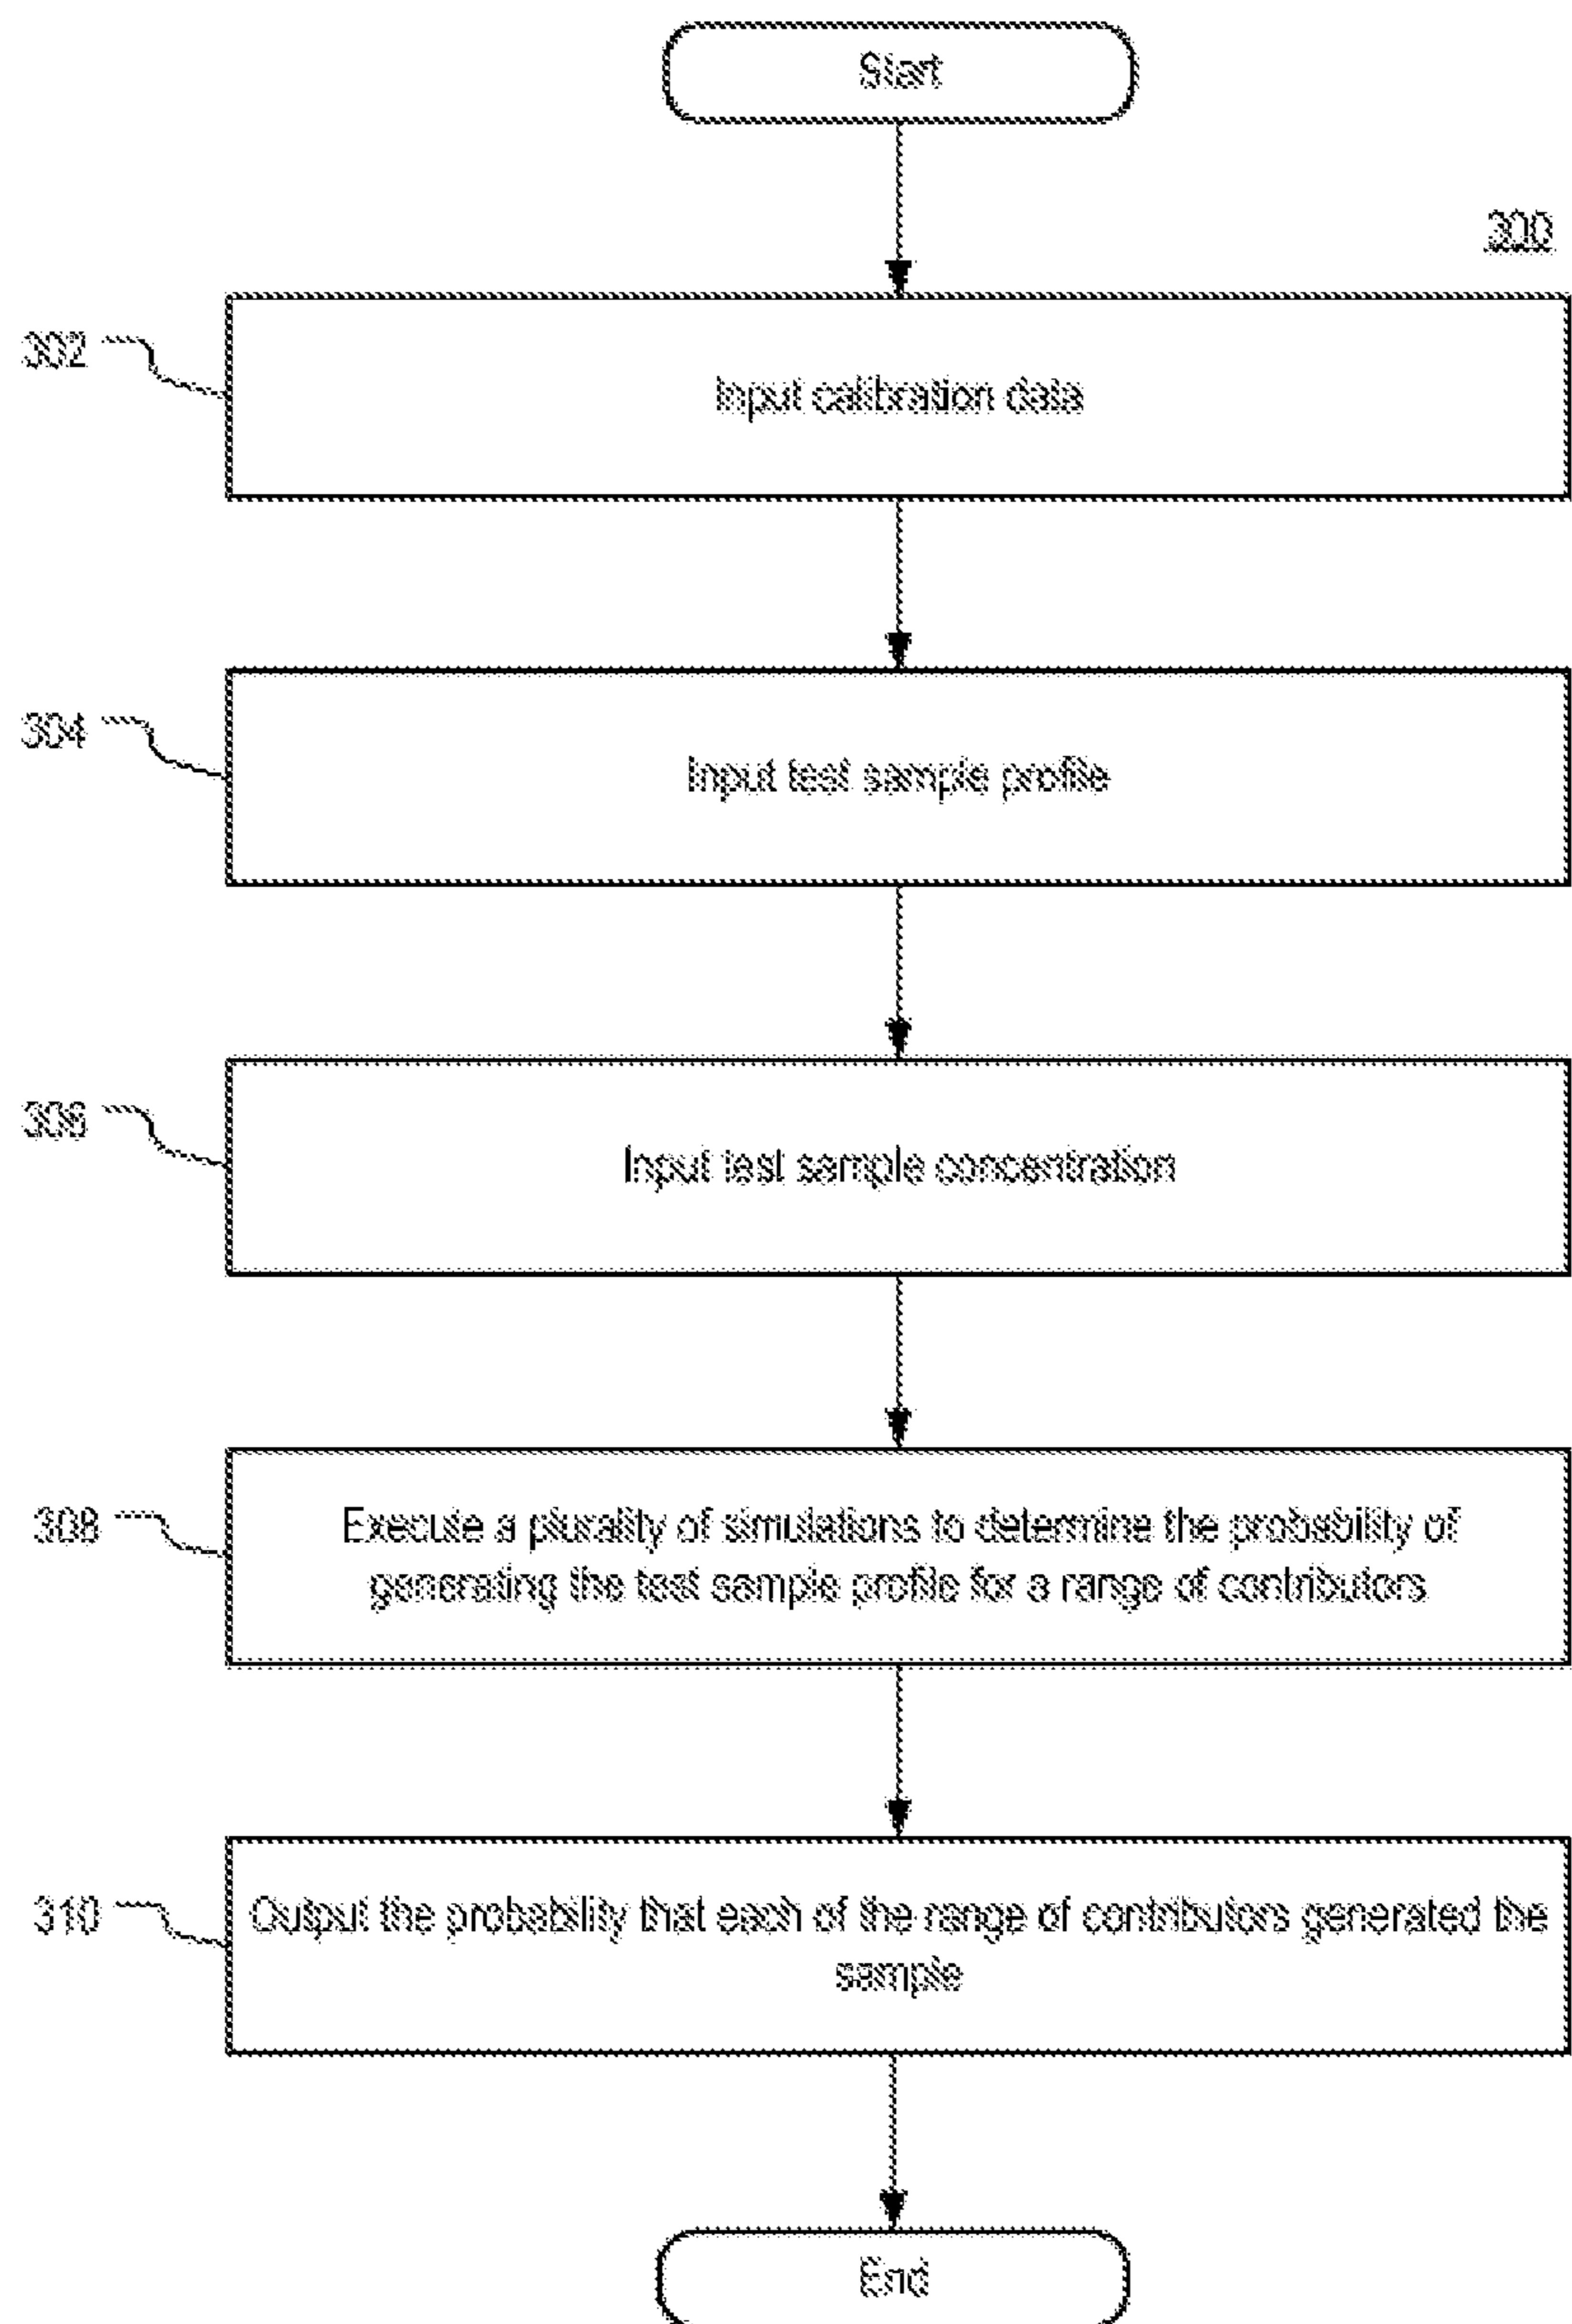 Start
300
302
Input calibration data
304
Input test sample profile
306
Input test sample concentration
308
Execute a plurality of simulations to determine the probability of
generating the test sample profile for a range of contributors
310
Output the probability that each of the range of contributors generated the
sample
End